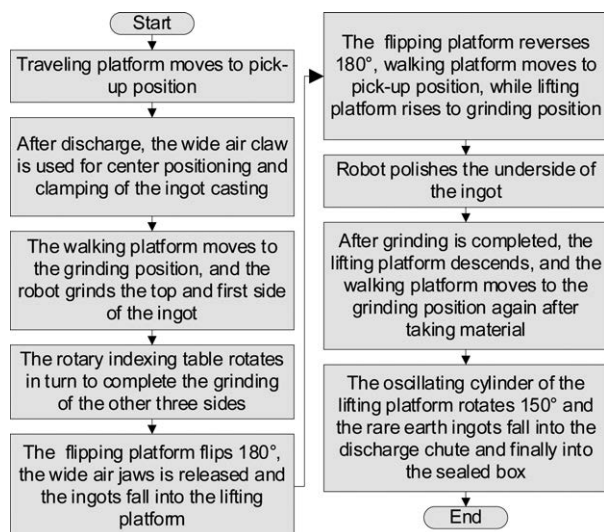 Start
Traveling platform moves to pick-
up position
After discharge, the wide air claw
is used for center positioning and
clamping of the ingot casting
The walking platform moves to
the grinding position, and the
robot grinds the top and first side
of the ingot
The rotary indexing table rotates
in turn to complete the grinding
of the other three sides
The flipping platform flips 180°,
the wide air jaws is released and
the ingots fall into the lifting
platform
The flipping platform reverses
180°, walking platform moves to
pick-up position, while lifting
platform rises to grinding position
Robot polishes the underside of
the ingot
After grinding is completed, the
lifting platform descends, and the
walking platform moves to the
grinding position again after
taking material
The oscillating cylinder of the
lifting platform rotates 150° and
the rare earth ingots fall into the
discharge chute and finally into
the sealed box
End